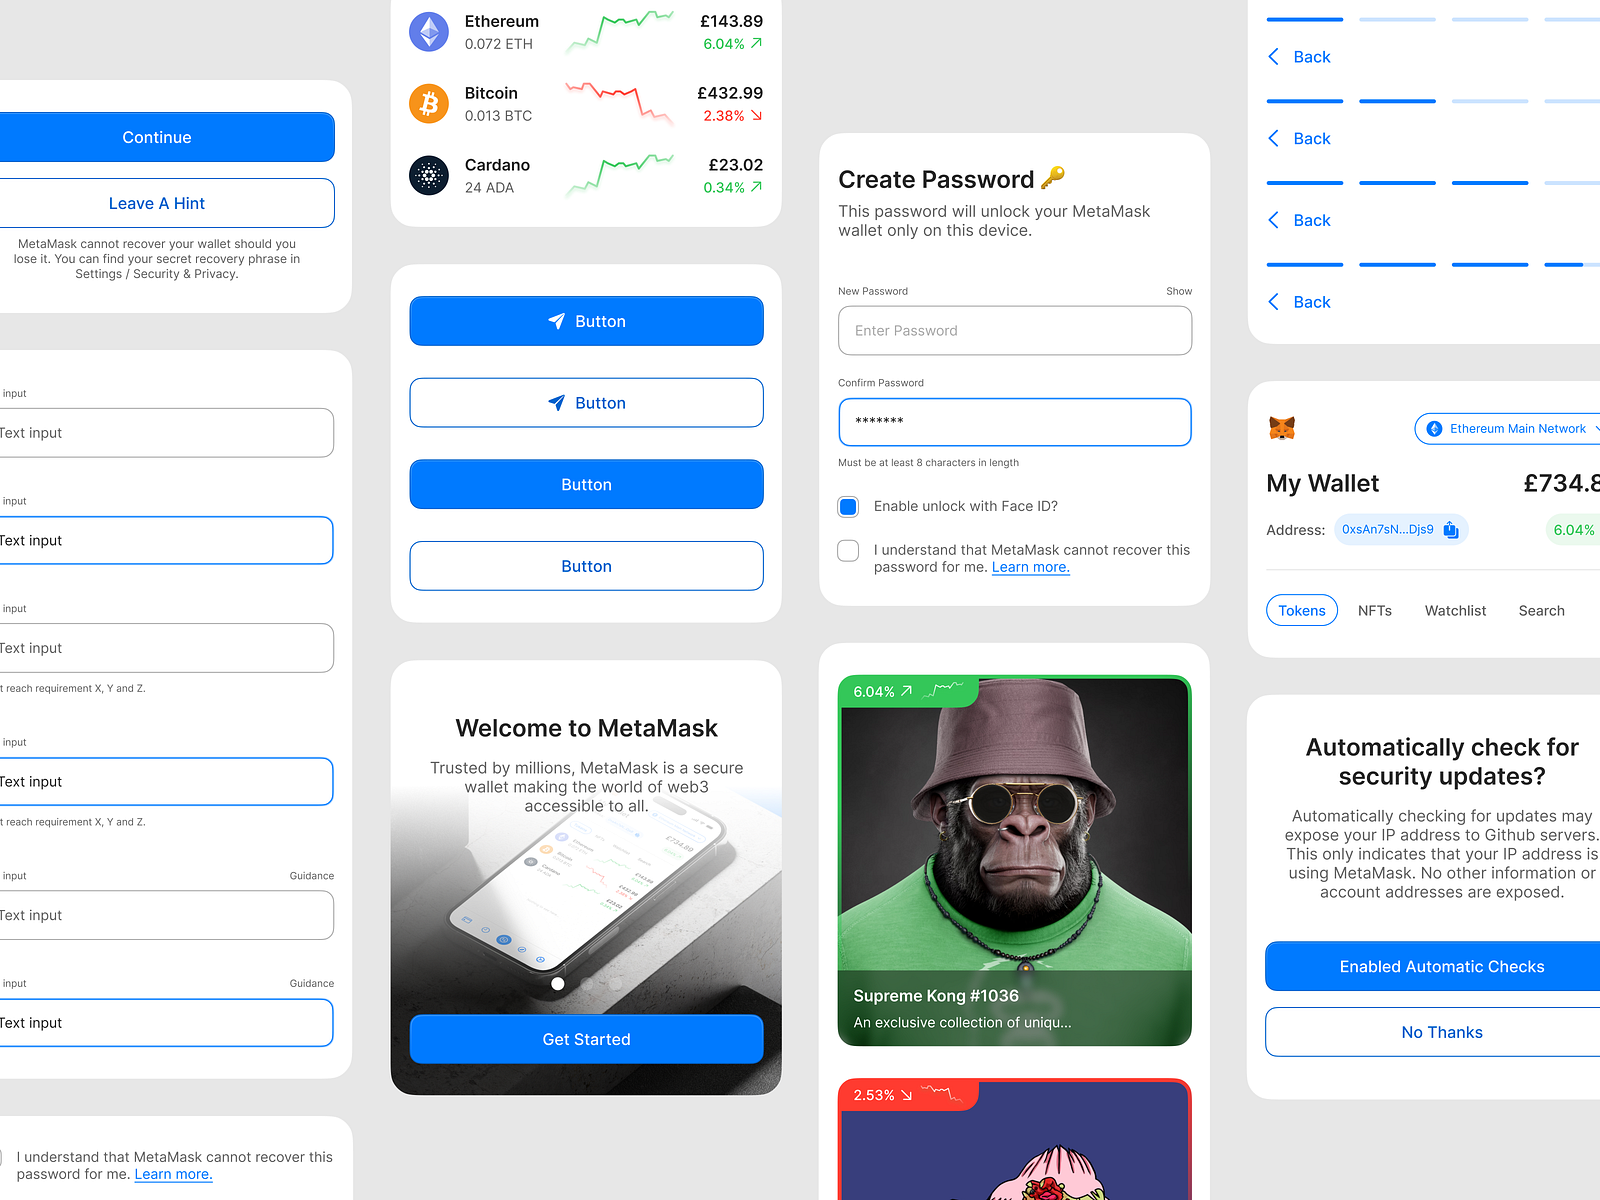 Continue
Leave A Hint
MetaMask cannot recover your wallet should you
lose it. You can find your secret recovery phrase in
Settings / Security & Privacy.
input
Text input
input
Text input
input
Text input
t reach requirement X, Y and Z.
input
Text input
t reach requirement X, Y and Z.
input Guidance
Text input
input Guidance
Text input
I understand that MetaMask cannot recover this
password for me. Learn more.
Ethereum £143.89
0.072 ETH 6.04%
Bitcoin £432.99
0.013 BTC 2.38%
Cardano £23.02
24 ADA 0.34%
Button
Button
Button
Button
Welcome to MetaMask
Trusted by millions, MetaMask is a secure
wallet making the world of web3
accessible to all.
£734.89
Ethereum
Bitcoin
Cardano
£143.89
£432.99
£23.02
Get Started
Create Password
This password will unlock your MetaMask
wallet only on this device.
New Password Show
Enter Password
Confirm Password
*******
Must be at least 8 characters in length
Enable unlock with Face ID?
I understand that MetaMask cannot recover this
password for me. Learn more.
6.04%
Supreme Kong #1036
An exclusive collection of uniqu...
2.53%
Back
Back
Back
Back
Ethereum Main Network
My Wallet £734.8
Address: 0xsAn7sN...Djs9 6.04%
Tokens NFTs Watchlist Search
Automatically check for
security updates?
Automatically checking for updates may
expose your IP address to Github servers.
This only indicates that your IP address is
using MetaMask. No other information or
account addresses are exposed.
Enabled Automatic Checks
No Thanks